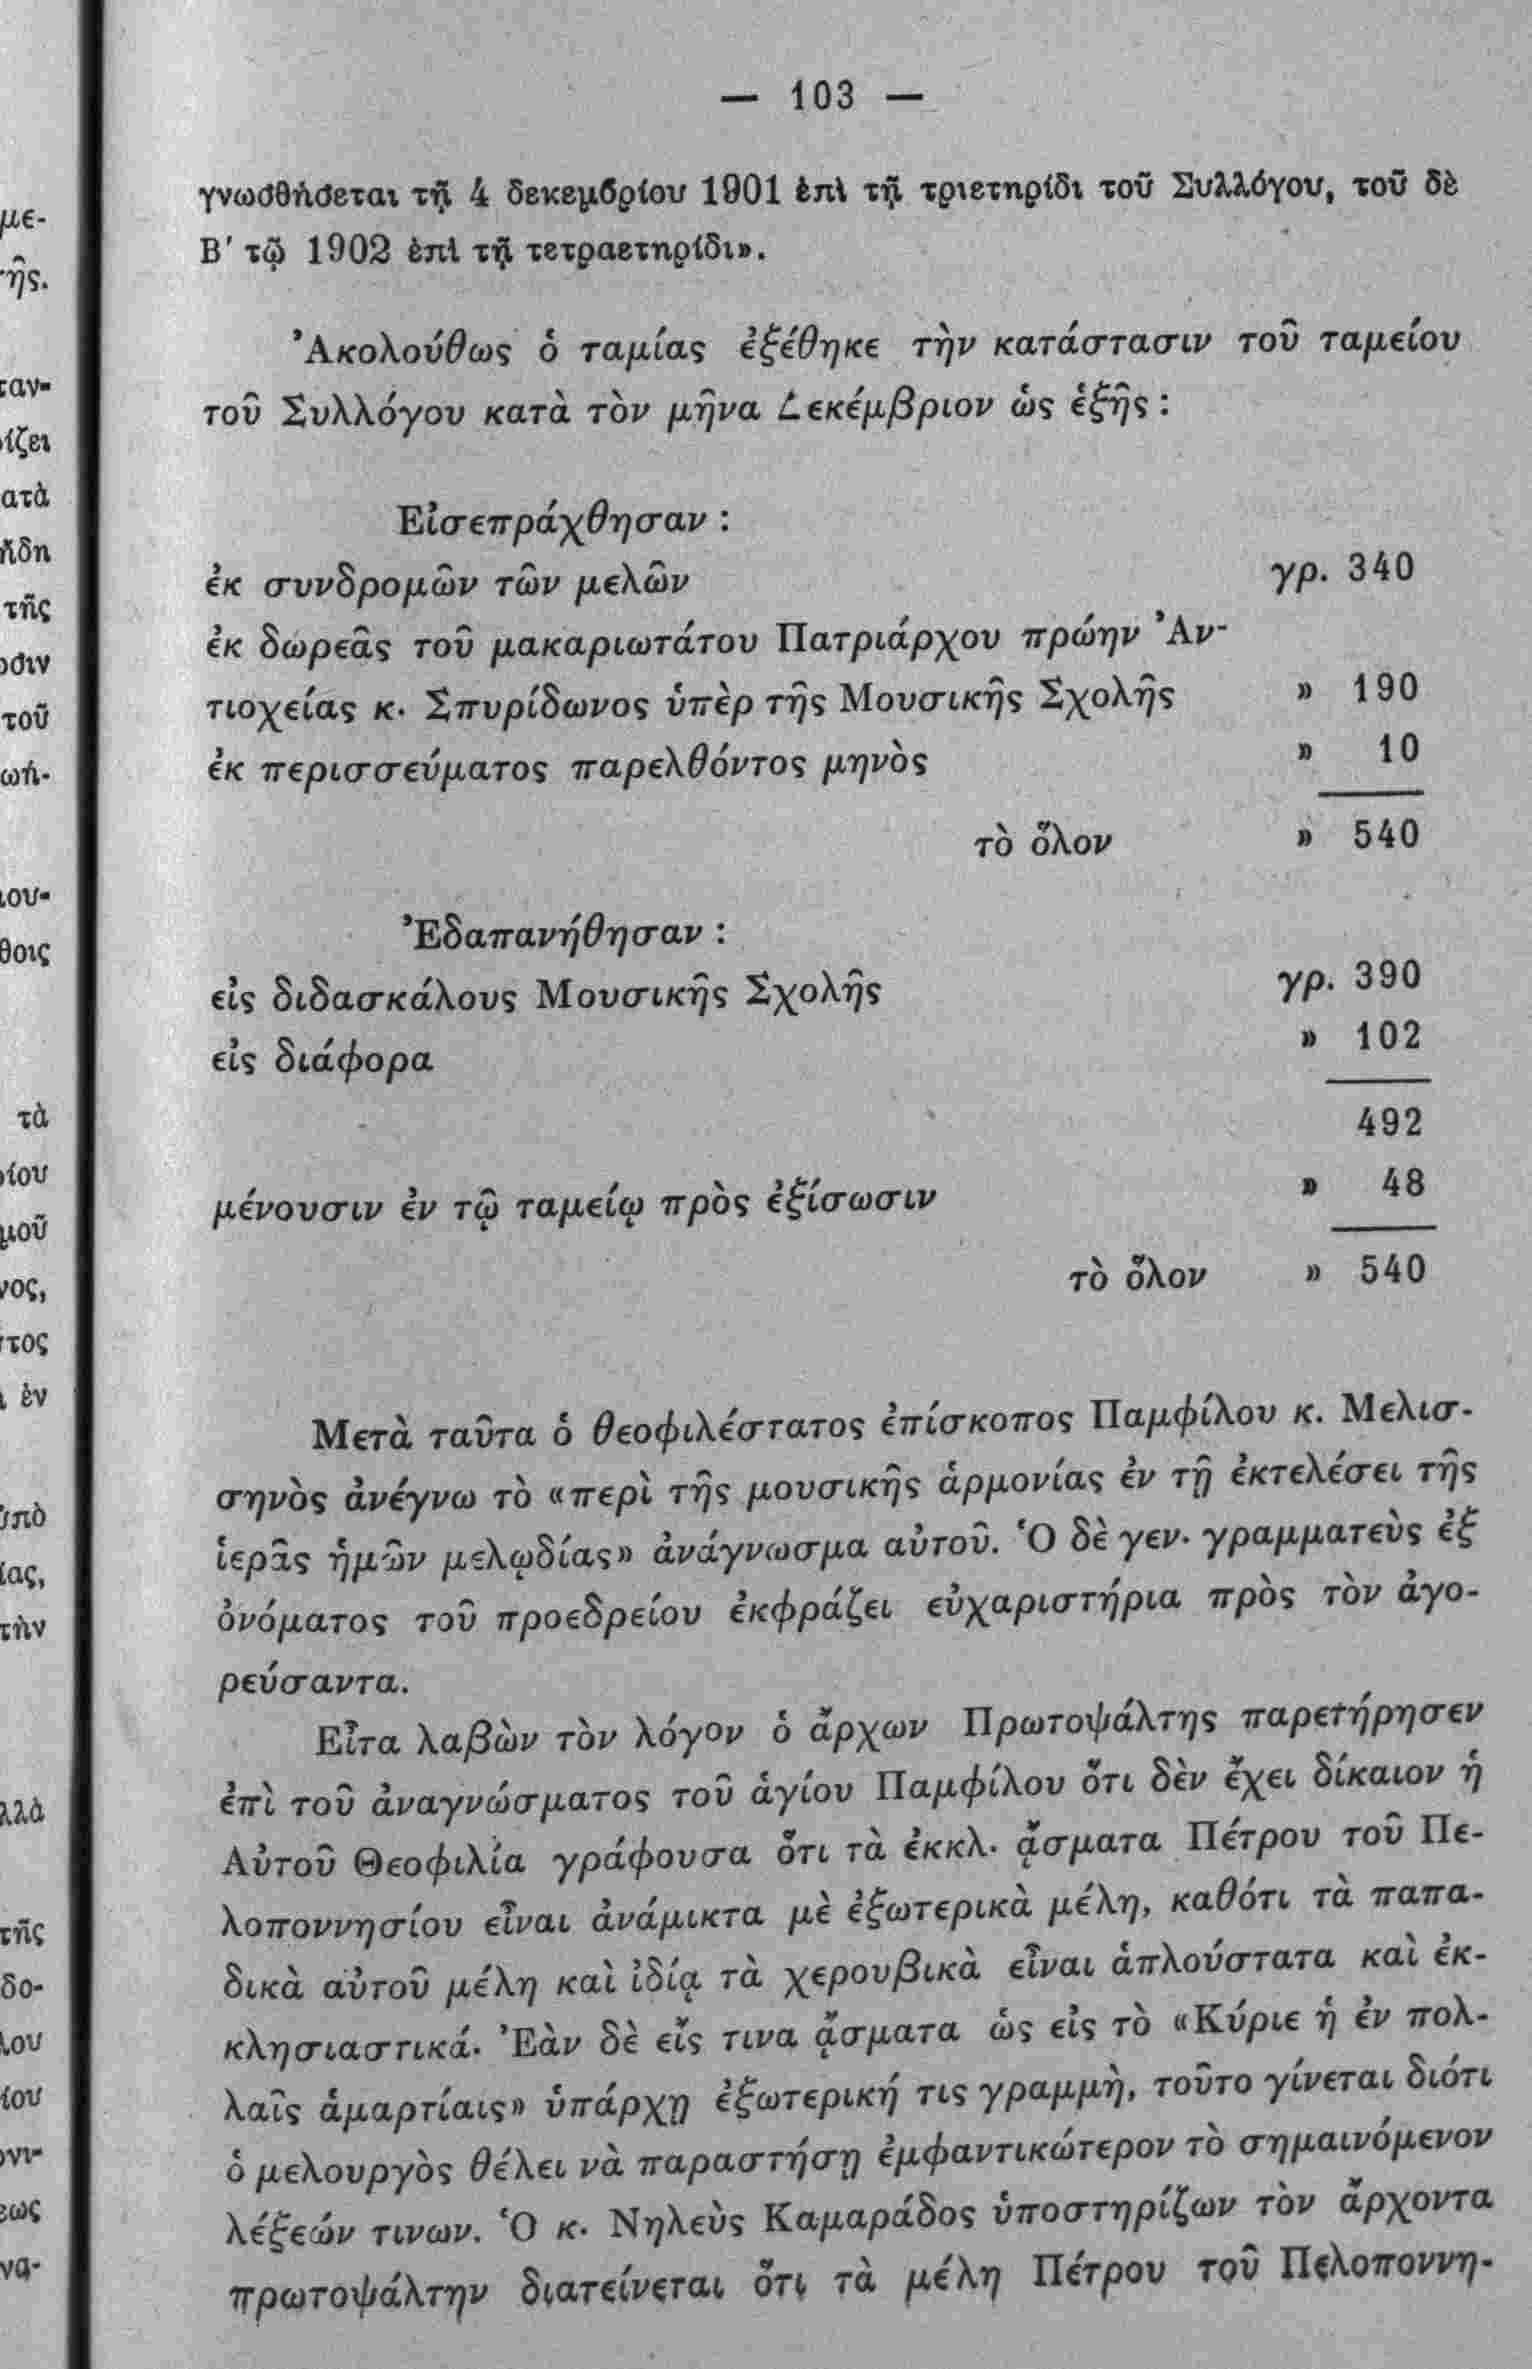 — 103 —
γνωσθήσεται τῇ 4 δεκεμβρίου 1901 ἐπὶ τῇ τριετηρίδι τοῦ Συλλόγου, τοῦ δὲ
Β′ τῷ 1902 ἐπὶ τῇ τετραετηρίδι».
Ἀκολούθως ὁ ταμίας ἐξέθηκε τὴν κατάστασιν τοῦ ταμείου
τοῦ Συλλόγου κατὰ τὸν μῆνα Δεκέμβριον ὡς ἑξῆς :
Εἰσεπράχθησαν :
ἐκ συνδρομῶν τῶν μελῶν γρ. 340
ἐκ δωρεᾶς τοῦ μακαριωτάτου Πατριάρχου πρώην Ἀν-
τιοχείας κ. Σπυρίδωνος ὑπὲρ τῆς Μουσικῆς Σχολῆς » 190
ἐκ περισσεύματος παρελθόντος μηνὸς » 10
τὸ ὅλον » 540
Ἐδαπανήθησαν :
εἰς διδασκάλους Μουσικῆς Σχολῆς γρ. 390
εἰς διάφορα » 102
492
μένουσιν ἐν τῷ ταμείῳ πρὸς ἐξίσωσιν » 48
τὸ ὅλον » 540
Μετὰ ταῦτα ὁ θεοφιλέστατος ἐπίσκοπος Παμφίλου κ. Μελισ-
σηνὸς ἀνέγνω τὸ «περὶ τῆς μουσικῆς ἁρμονίας ἐν τῇ ἐκτελέσει τῆς
ἱερᾶς ἡμῶν μελῳδίας» ἀνάγνωσμα αὐτοῦ. Ὁ δὲ γεν. γραμματεὺς ἐξ
ὀνόματος τοῦ προεδρείου ἐκφράζει εὐχαριστήρια πρὸς τὸν ἀγο-
ρεύσαντα.
Εἶτα λαβὼν τὸν λόγον ὁ ἄρχων Πρωτοψάλτης παρετήρησεν
ἐπὶ τοῦ ἀναγνώσματος τοῦ ἁγίου Παμφίλου ὅτι δὲν ἔχει δίκαιον ἡ
Αὐτοῦ Θεοφιλία γράφουσα ὅτι τὰ ἐκκλ. ᾄσματα Πέτρου τοῦ Πε-
λοποννησίου εἶναι ἀνάμικτα μὲ ἐξωτερικὰ μέλη, καθότι τὰ παπα-
δικὰ αὐτοῦ μέλη καὶ ἰδίᾳ τὰ χερουβικὰ εἶναι ἁπλούστατα καὶ ἐκ-
κλησιαστικά. Ἐὰν δὲ εἴς τινα ᾄσματα ὡς εἰς τὸ «Κύριε ἡ ἐν πολ-
λαῖς ἁμαρτίαις» ὑπάρχῃ ἐξωτερική τις γραμμὴ, τοῦτο γίνεται διότι
ὁ μελουργὸς θέλει νὰ παραστήσῃ ἐμφαντικώτερον τὸ σημαινόμενον
λέξεών τινων. Ὁ κ. Νηλεὺς Καμαράδος ὑποστηρίζων τὸν ἄρχοντα
πρωτοψάλτην διατείνεται ὅτι τὰ μέλη Πέτρου τοῦ Πελοποννη-